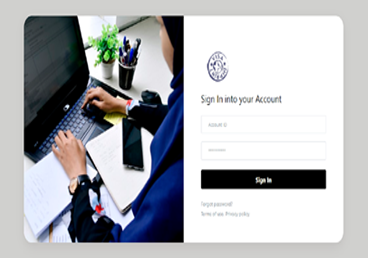 Sign In into your Account
Account ID
Sign In
Forgot password?
Terms of use. Privacy policy